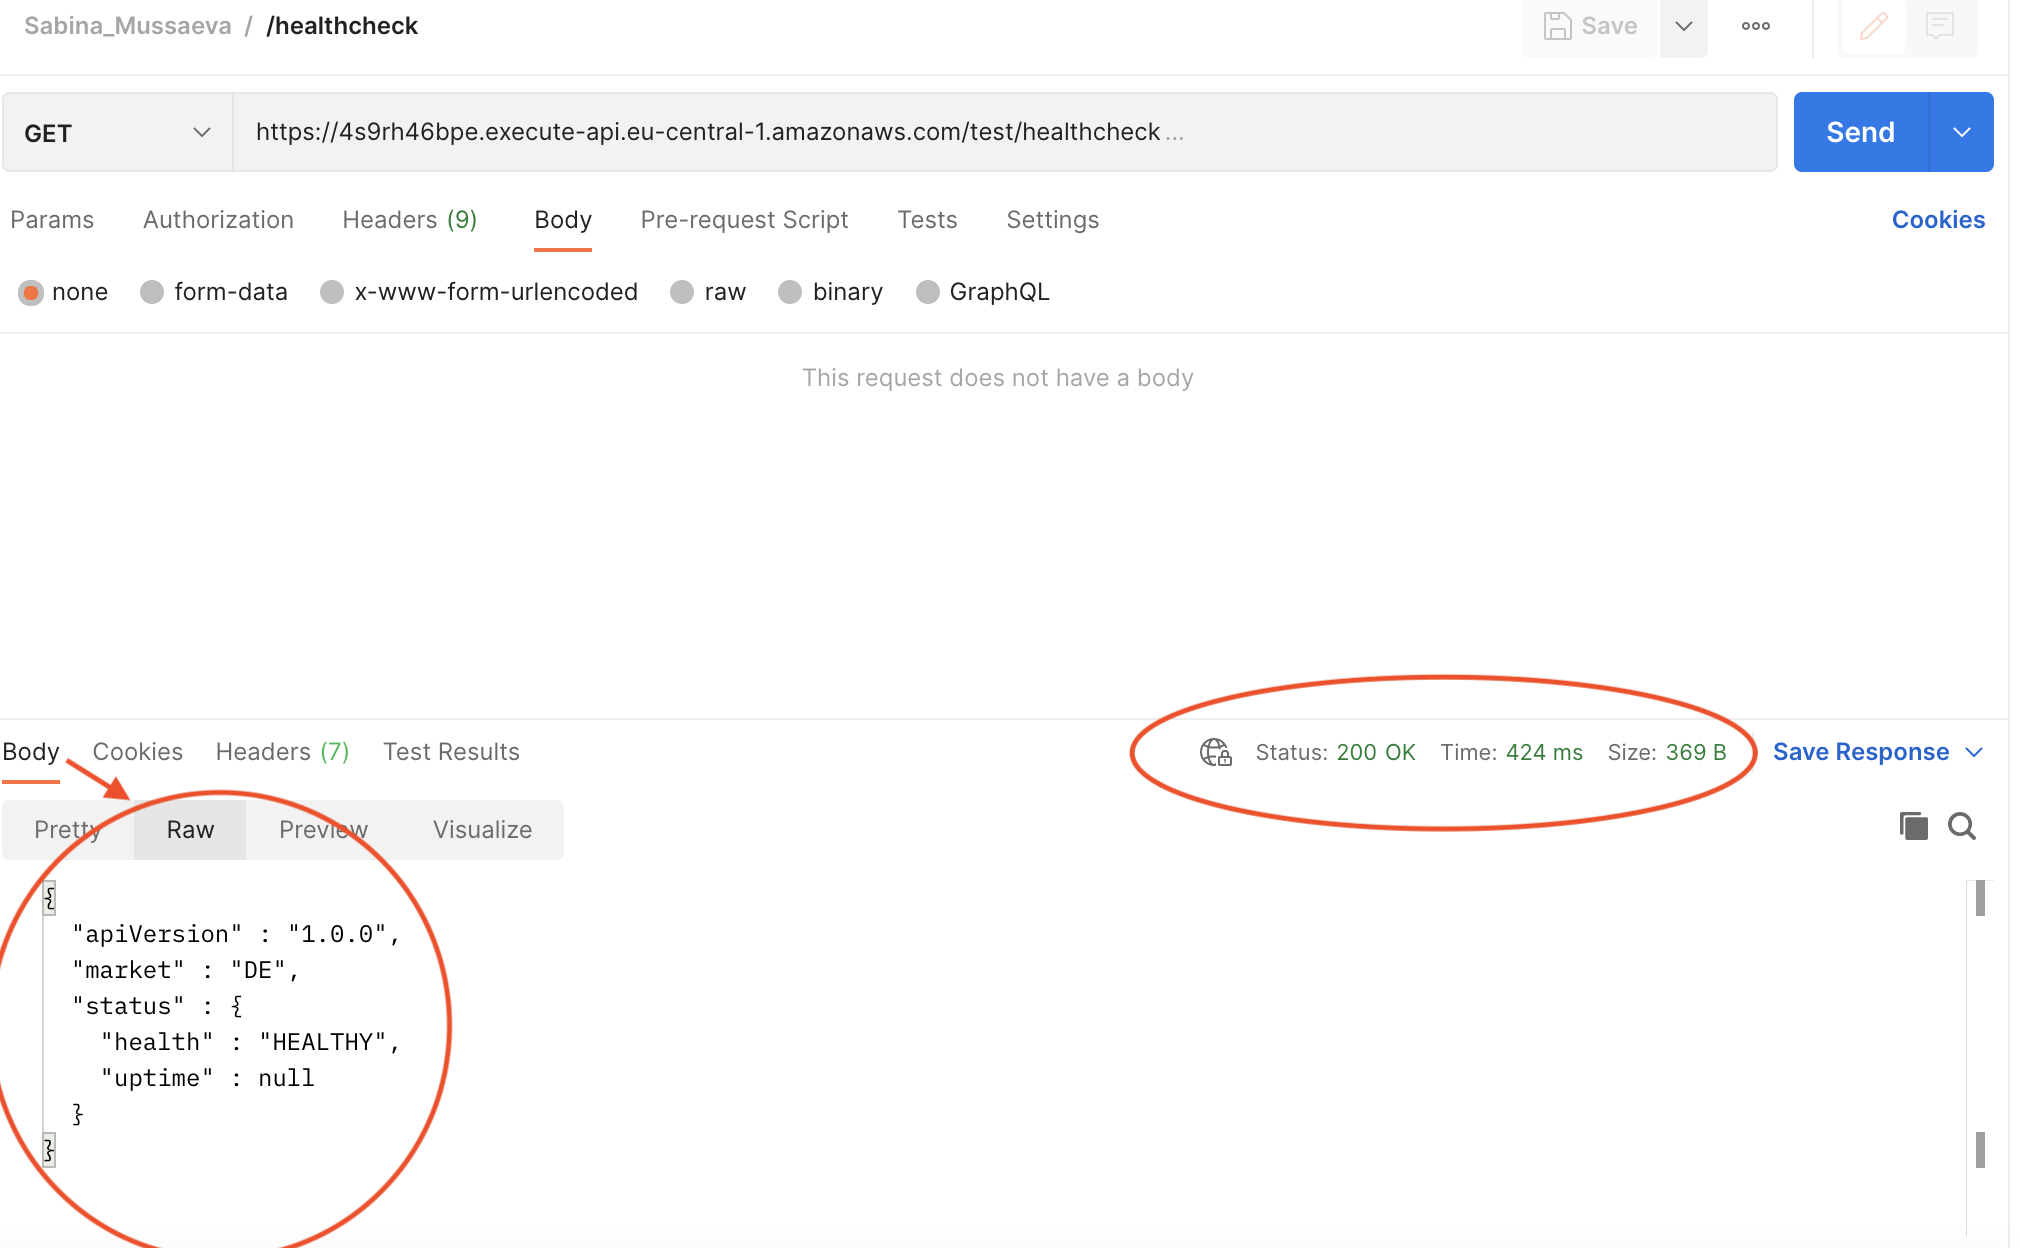 Sabina_Mussaeva / /healthcheck
Save
GET
https://4s9rh46bpe.execute-api.eu-central-1.amazonaws.com/test/healthcheck ...
Send
Params Authorization Headers (9) Body Pre-request Script Tests Settings Cookies
none form-data x-www-form-urlencoded raw binary GraphQL
This request does not have a body
Body Cookies Headers (7) Test Results Status: 200 OK Time: 424 ms Size: 369 B Save Response
Pretty Raw Preview Visualize
{
"apiVersion" : "1.0.0",
"market" : "DE",
"status" : {
"health" : "HEALTHY",
"uptime" : null
}
}